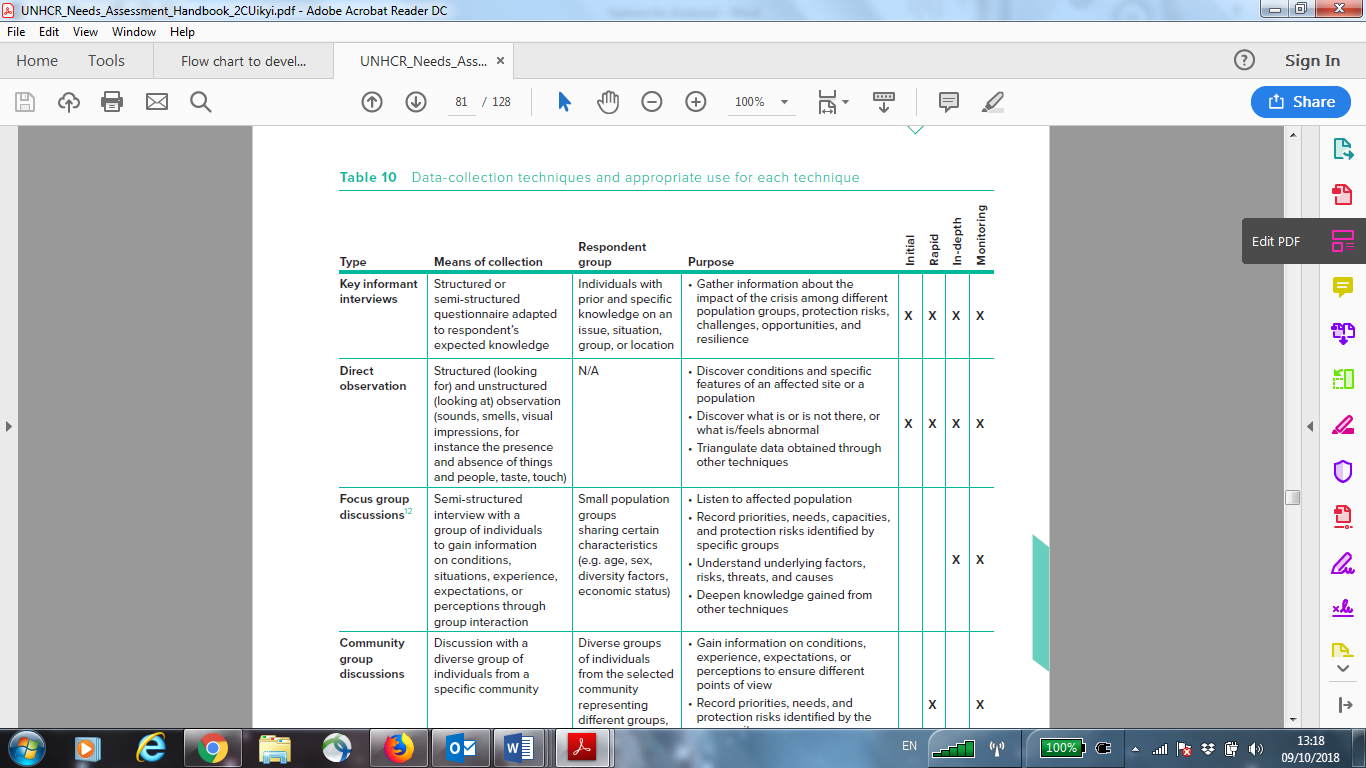 UNHCR_Needs_Assessment_Handbook_2CUikyi.pdf - Adobe Acrobat Reader DC
File Edit View Window Help
Home Tools Flow chart to devel... UNHCR_Needs_Ass... Sign In
81 / 128 100% Share
Edit PDF
Table 10 Data-collection techniques and appropriate use for each technique
Type
Means of collection
Respondent
group
Purpose
Initial
Rapid
In-depth
Monitoring
Key informant
interviews
Structured or
semi-structured
questionnaire adapted
to respondent's
expected knowledge
Individuals with
prior and specific
knowledge on an
issue, situation,
group, or location
• Gather information about the
impact of the crisis among different
population groups, protection risks,
challenges, opportunities, and
resilience
X X X X
Direct
observation
Structured (looking
for) and unstructured
(looking at) observation
(sounds, smells, visual
impressions, for
instance the presence
and absence of things
and people, taste, touch)
N/A
• Discover conditions and specific
features of an affected site or a
population
• Discover what is or is not there, or
what is/feels abnormal
• Triangulate data obtained through
other techniques
X X X X
Focus group
discussions12
Semi-structured
interview with a
group of individuals
to gain information
on conditions,
situations, experience,
expectations, or
perceptions through
group interaction
Small population
groups
sharing certain
characteristics
(e.g. age, sex,
diversity factors,
economic status)
• Listen to affected population
• Record priorities, needs, capacities,
and protection risks identified by
specific groups
• Understand underlying factors,
risks, threats, and causes
• Deepen knowledge gained from
other techniques
X X
Community
group
discussions
Discussion with a
diverse group of
individuals from a
specific community
Diverse groups
of individuals
from the selected
community
representing
different groups,
• Gain information on conditions,
experience, expectations, or
perceptions to ensure different
points of view
• Record priorities, needs, and
protection risks identified by the
X X
EN 100% 13:18
09/10/2018